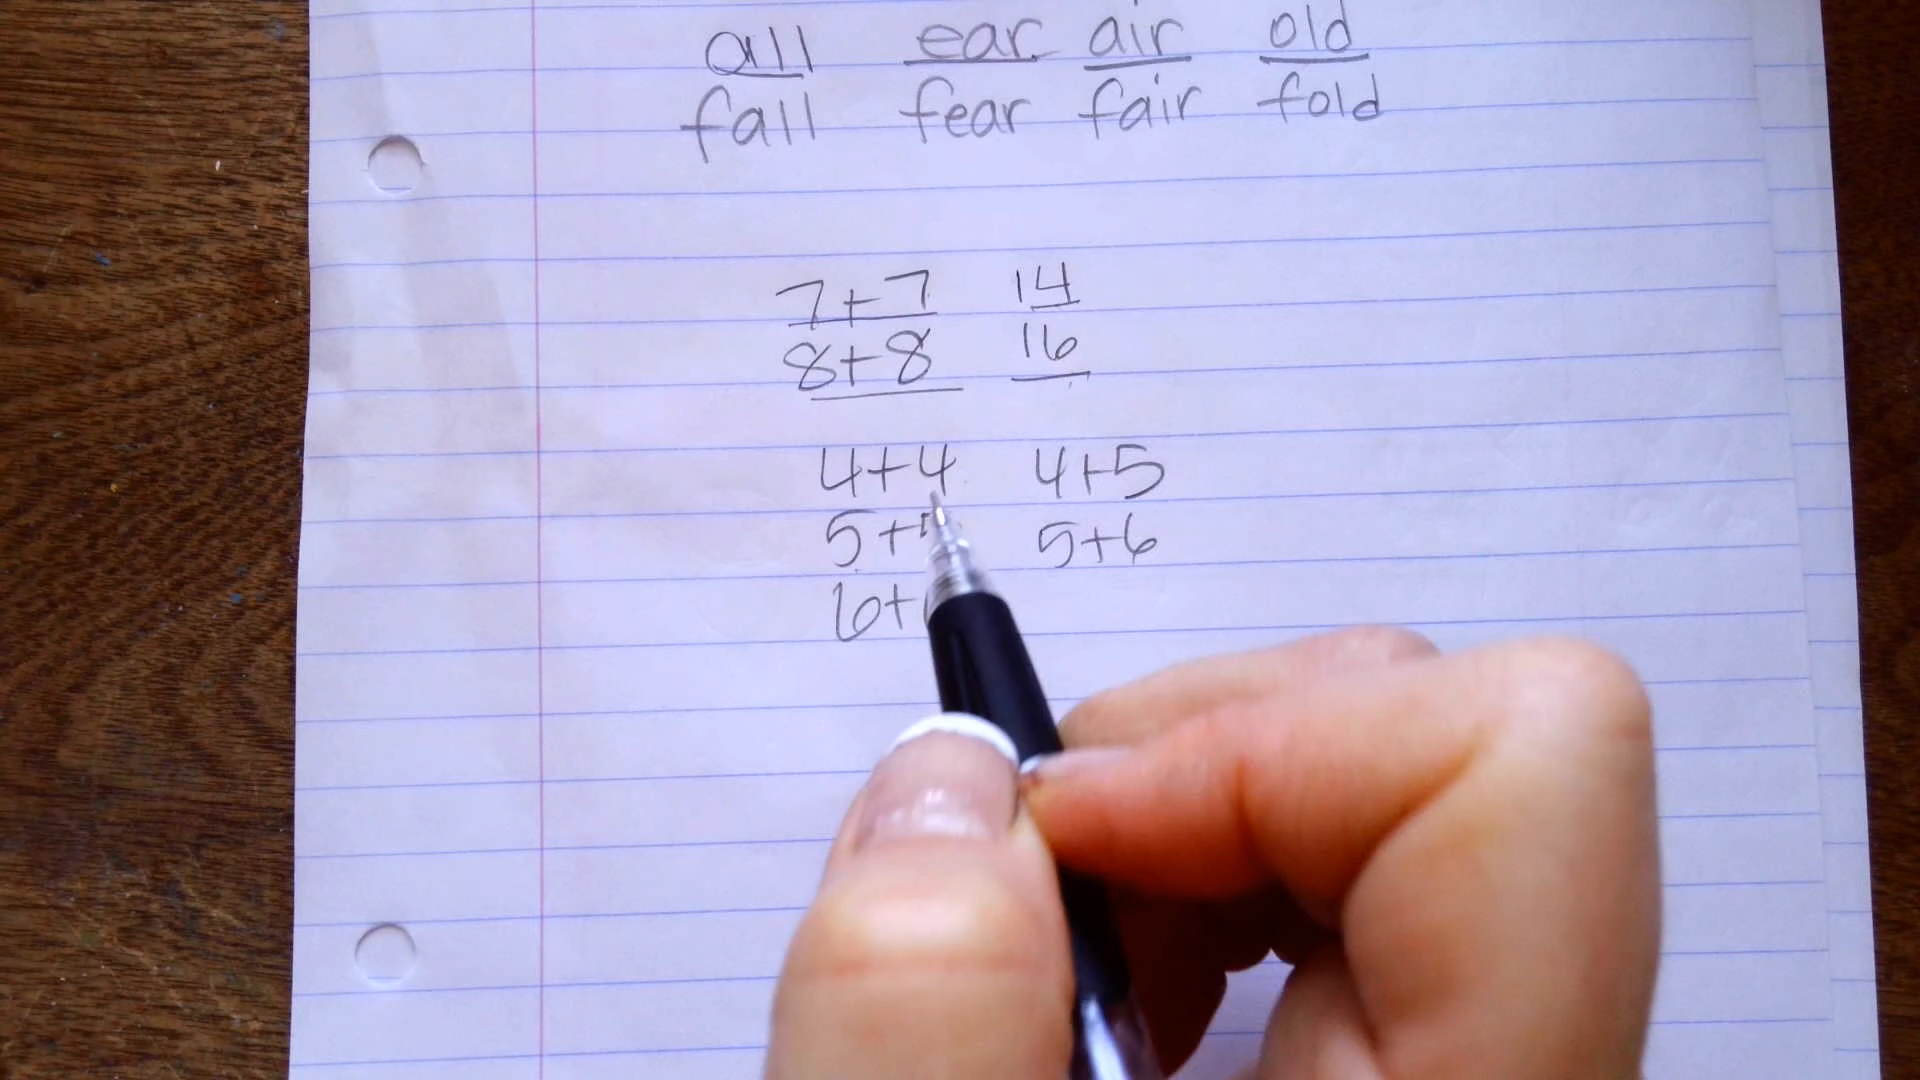 all ear air old
fall fear fair fold
7+7 14
8+8 16
4+4 4+5
5+ 5+6
6+